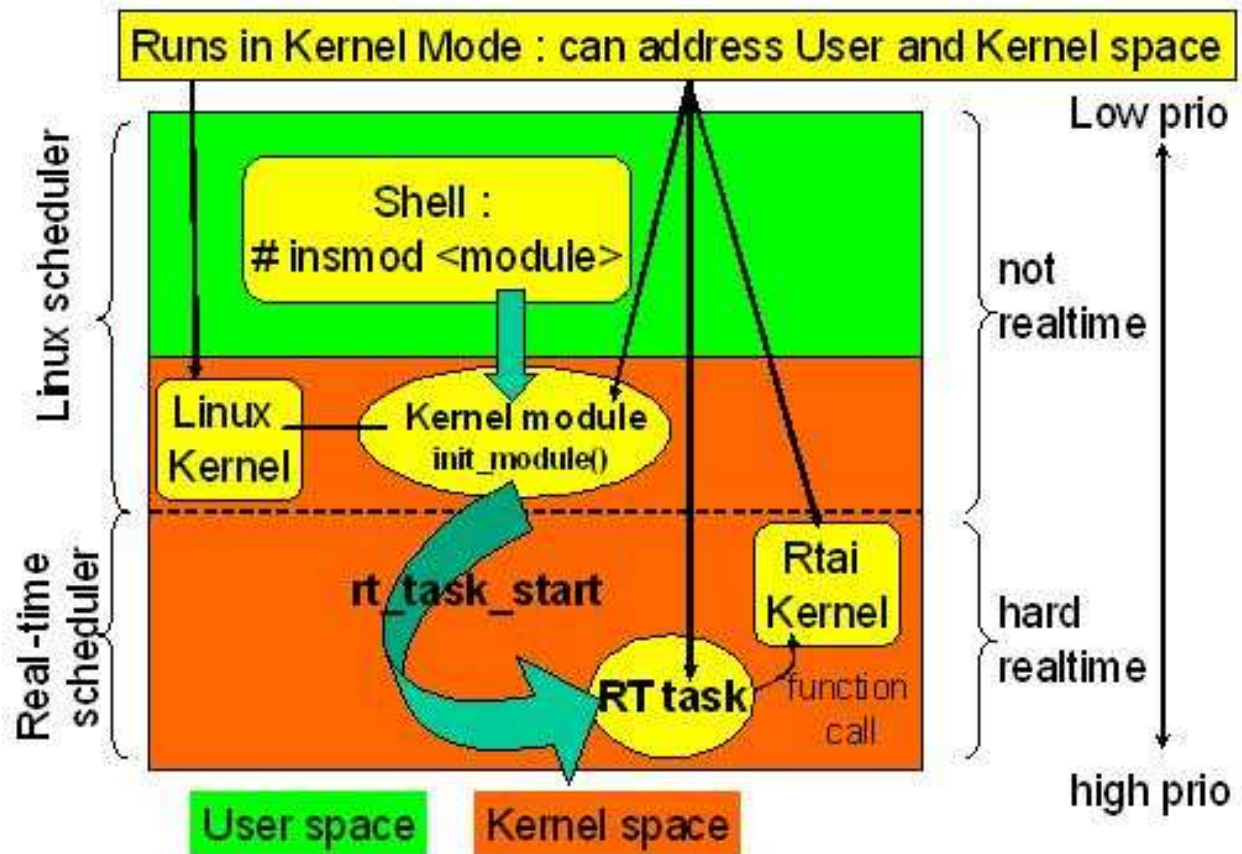 Runs in Kernel Mode : can address User and Kernel space
Low prio
Linux scheduler
Shell :
# insmod <module>
not
realtime
Linux
Kernel
Kernel module
init_module()
Real-time
scheduler
rt_task_start
Rtai
Kernel
hard
realtime
RT task
function
call
high prio
User space
Kernel space